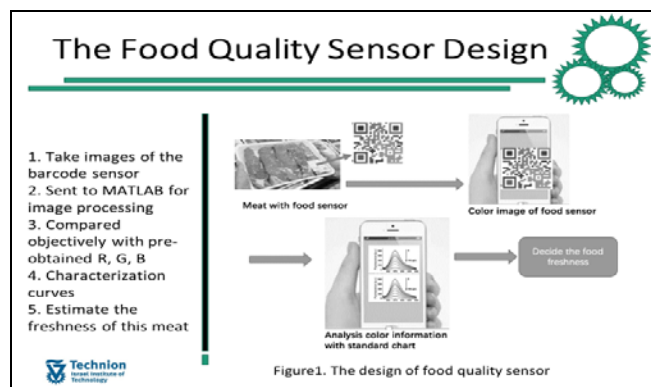 The Food Quality Sensor Design
1. Take images of the
barcode sensor
2. Sent to MATLAB for
image processing
3. Compared
objectively with pre-
obtained R, G, B
4. Characterization
curves
5. Estimate the
freshness of this meat
Meat with food sensor
Color image of food sensor
Analysis color information
with standard chart
Decide the food
freshness
Technion
Israel Institute of
Technology
Figure1. The design of food quality sensor